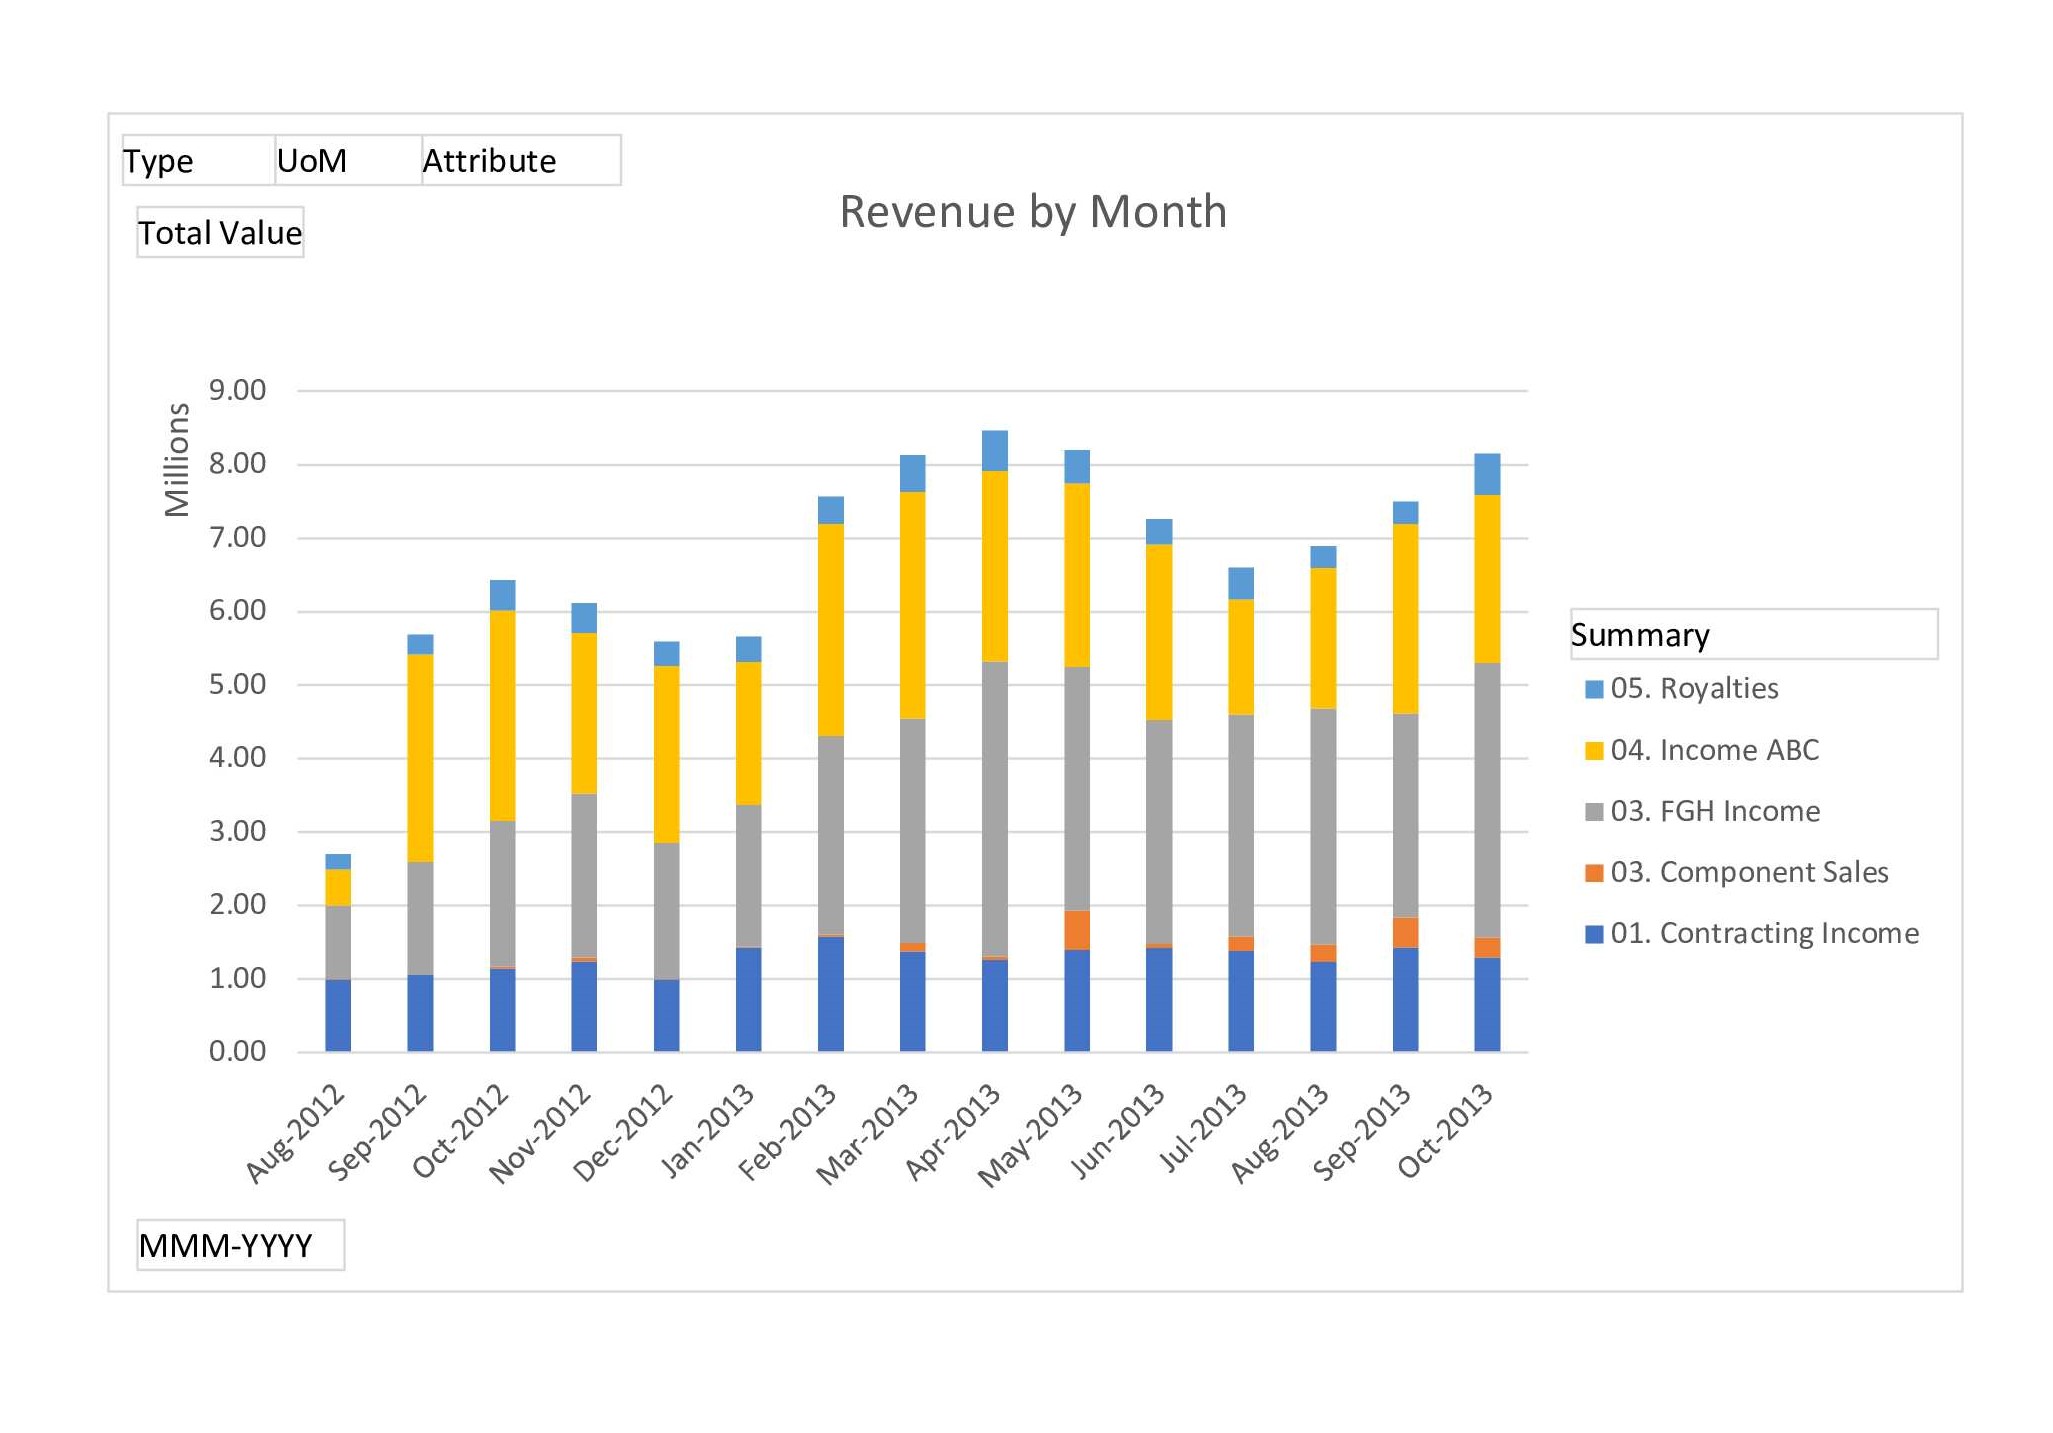 Type UoM Attribute
Total Value
Revenue by Month
Millions
9.00
8.00
7.00
6.00
5.00
4.00
3.00
2.00
1.00
0.00
Aug-2012
Sep-2012
Oct-2012
Nov-2012
Dec-2012
Jan-2013
Feb-2013
Mar-2013
Apr-2013
May-2013
Jun-2013
Jul-2013
Aug-2013
Sep-2013
Oct-2013
Summary
05. Royalties
04. Income ABC
03. FGH Income
03. Component Sales
01. Contracting Income
MMM-YYYY